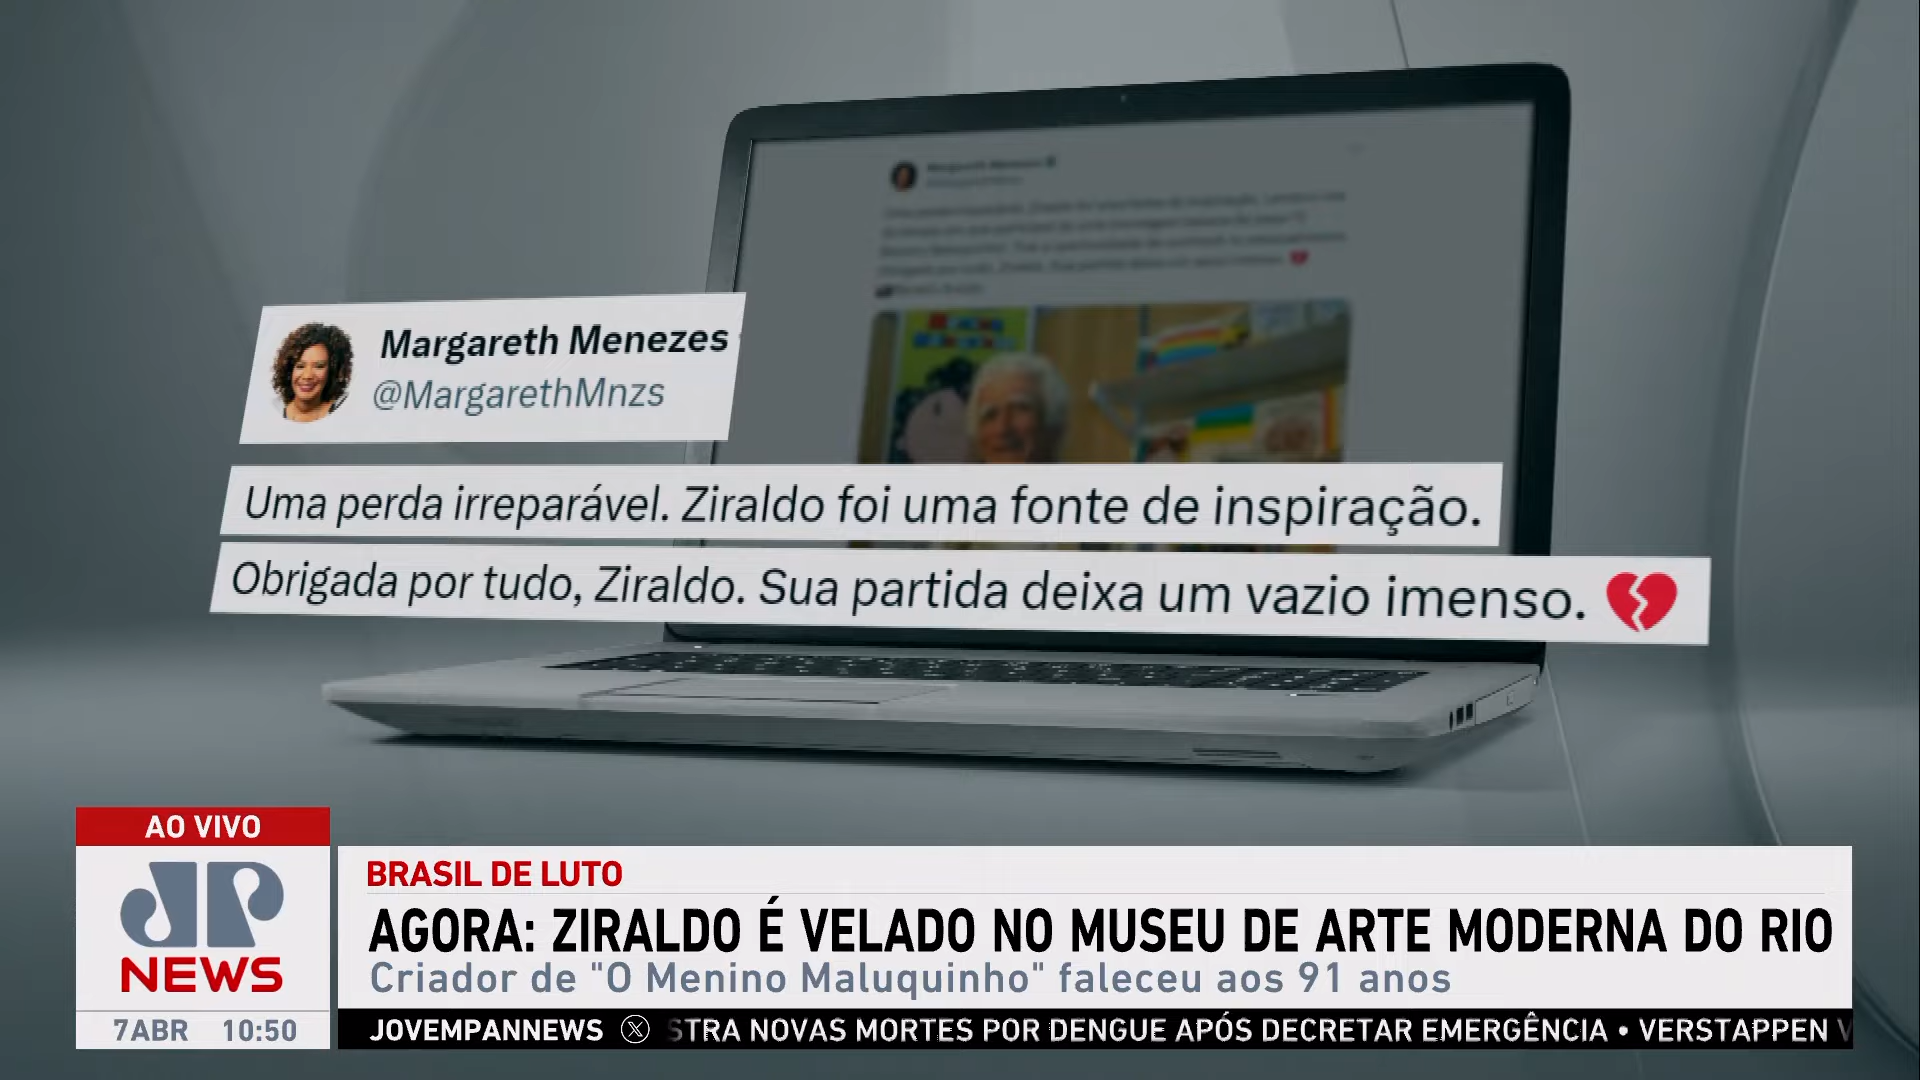 Margareth Menezes
@MargarethMnzs
Uma perda irreparável. Ziraldo foi uma fonte de inspiração.
Obrigada por tudo, Ziraldo. Sua partida deixa um vazio imenso. 💔
AO VIVO
JP
NEWS
7ABR 10:50
BRASIL DE LUTO
AGORA: ZIRALDO É VELADO NO MUSEU DE ARTE MODERNA DO RIO
Criador de "O Menino Maluquinho" faleceu aos 91 anos
JOVEMPANNEWS STRA NOVAS MORTES POR DENGUE APÓS DECRETAR EMERGÊNCIA • VERSTAPPEN V